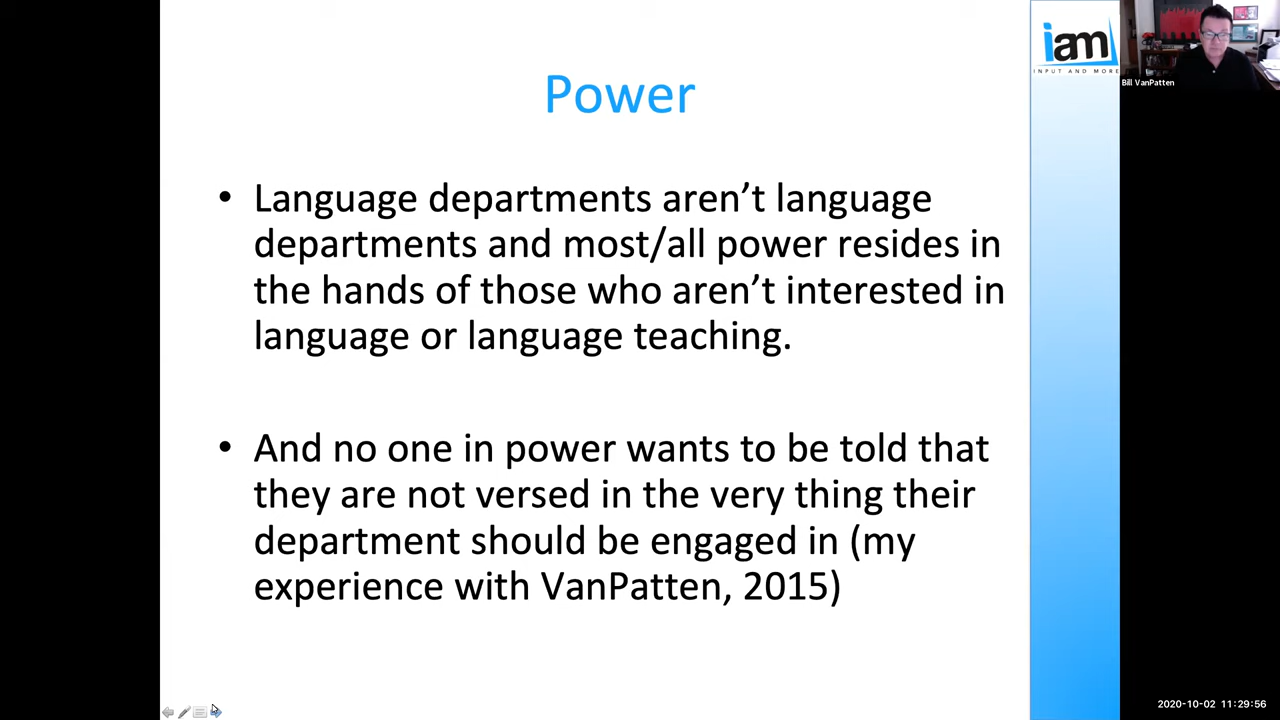 iam
INPUT AND MORE
Bill VanPatten
Power
• Language departments aren’t language
departments and most/all power resides in
the hands of those who aren’t interested in
language or language teaching.
• And no one in power wants to be told that
they are not versed in the very thing their
department should be engaged in (my
experience with VanPatten, 2015)
2020-10-02 11:29:56